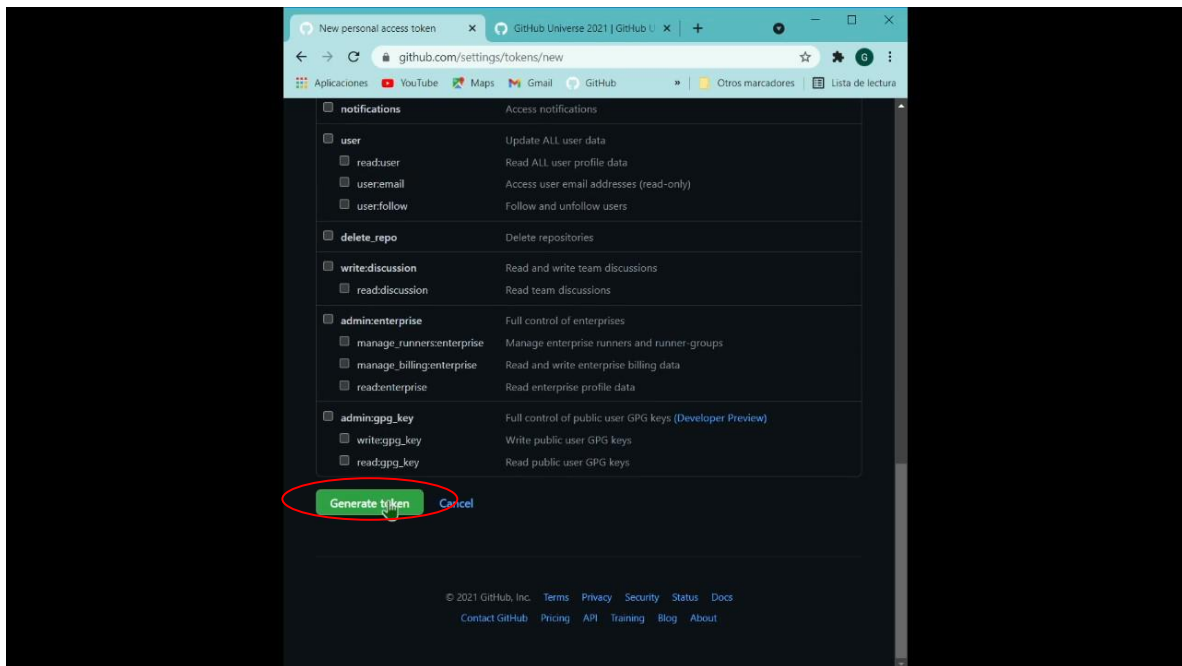 New personal access token
GitHub Universe 2021 | GitHub U
github.com/settings/tokens/new
G
Aplicaciones YouTube Maps Gmail GitHub » Otros marcadores Lista de lectura
notifications Access notifications
user Update ALL user data
read:user Read ALL user profile data
user:email Access user email addresses (read-only)
user:follow Follow and unfollow users
delete_repo Delete repositories
write:discussion Read and write team discussions
read:discussion Read team discussions
admin:enterprise Full control of enterprises
manage_runners:enterprise Manage enterprise runners and runner-groups
manage_billing:enterprise Read and write enterprise billing data
read:enterprise Read enterprise profile data
admin:gpg_key Full control of public user GPG keys (Developer Preview)
write:gpg_key Write public user GPG keys
read:gpg_key Read public user GPG keys
Generate token Cancel
© 2021 GitHub, Inc. Terms Privacy Security Status Docs
Contact GitHub Pricing API Training Blog About